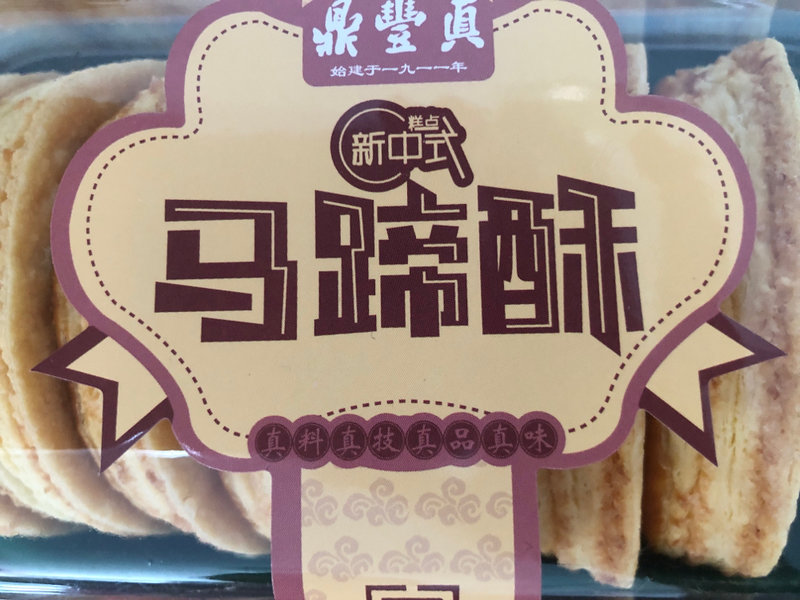 鼎豐真
始建于一九一一年
糕点
新中式
马蹄酥
真料真技真品真味